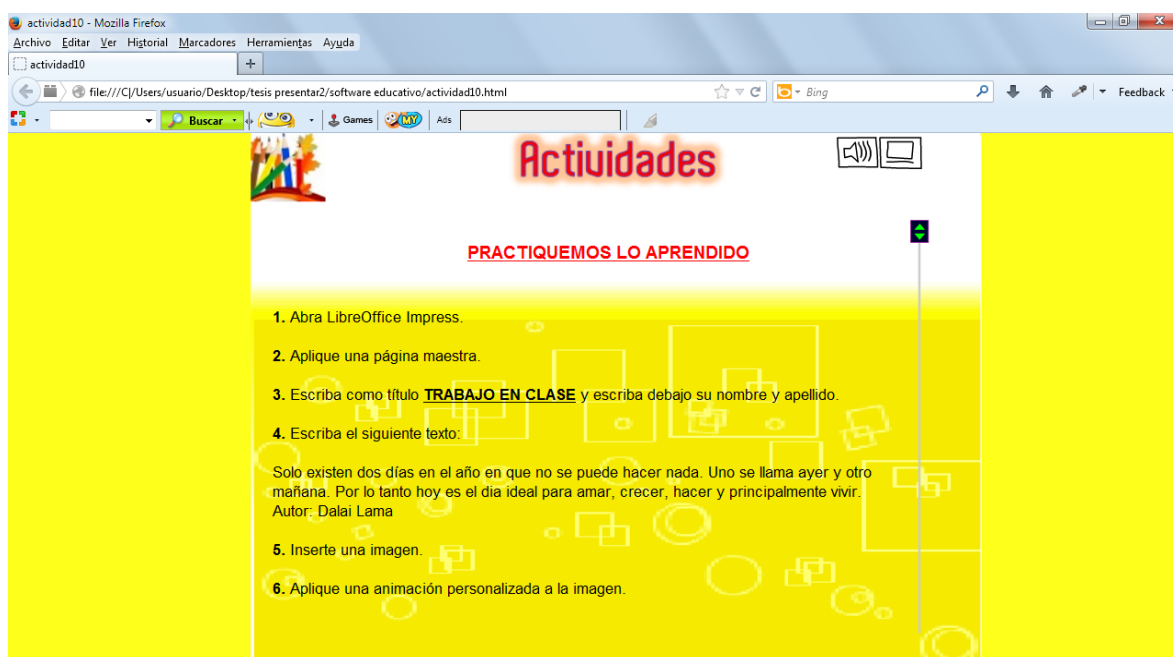 actividad10 - Mozilla Firefox
Archivo Editar Ver Historial Marcadores Herramientas Ayuda
actividad10
file:///C|/Users/usuario/Desktop/tesis presentar2/software educativo/actividad10.html
Bing
Feedback
Buscar
Games
MY
Ads
Actividades
PRACTIQUEMOS LO APRENDIDO
1. Abra LibreOffice Impress.
2. Aplique una página maestra.
3. Escriba como título TRABAJO EN CLASE y escriba debajo su nombre y apellido.
4. Escriba el siguiente texto:
Solo existen dos días en el año en que no se puede hacer nada. Uno se llama ayer y otro
mañana. Por lo tanto hoy es el dia ideal para amar, crecer, hacer y principalmente vivir.
Autor: Dalai Lama
5. Inserte una imagen.
6. Aplique una animación personalizada a la imagen.